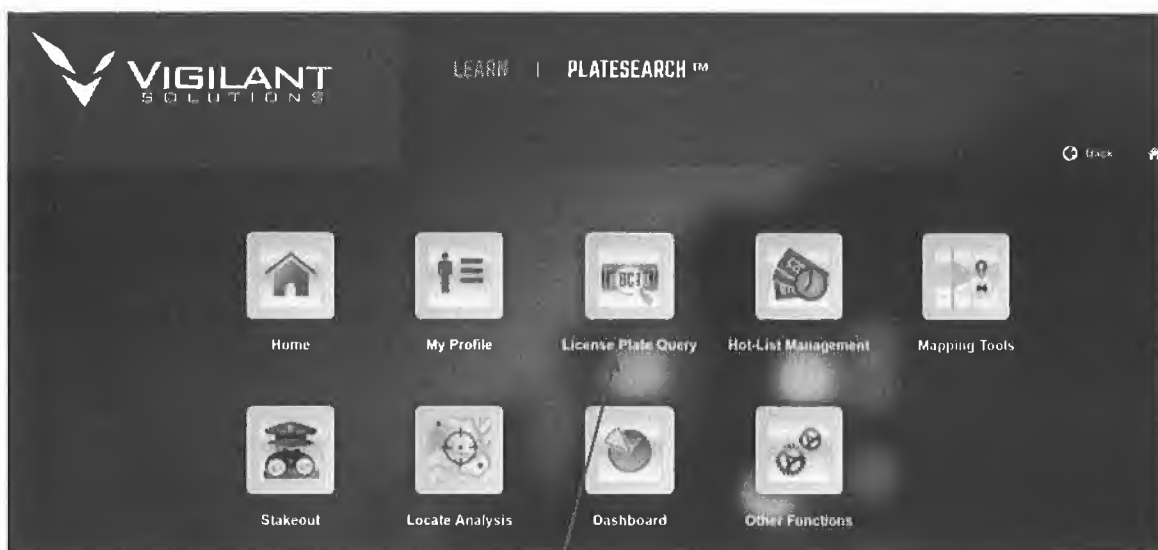 VIGILANT
SOLUTIONS
LEARN | PLATESEARCH ™
Back
Home
My Profile
License Plate Query
Hot-List Management
Mapping Tools
Stakeout
Locate Analysis
Dashboard
Other Functions